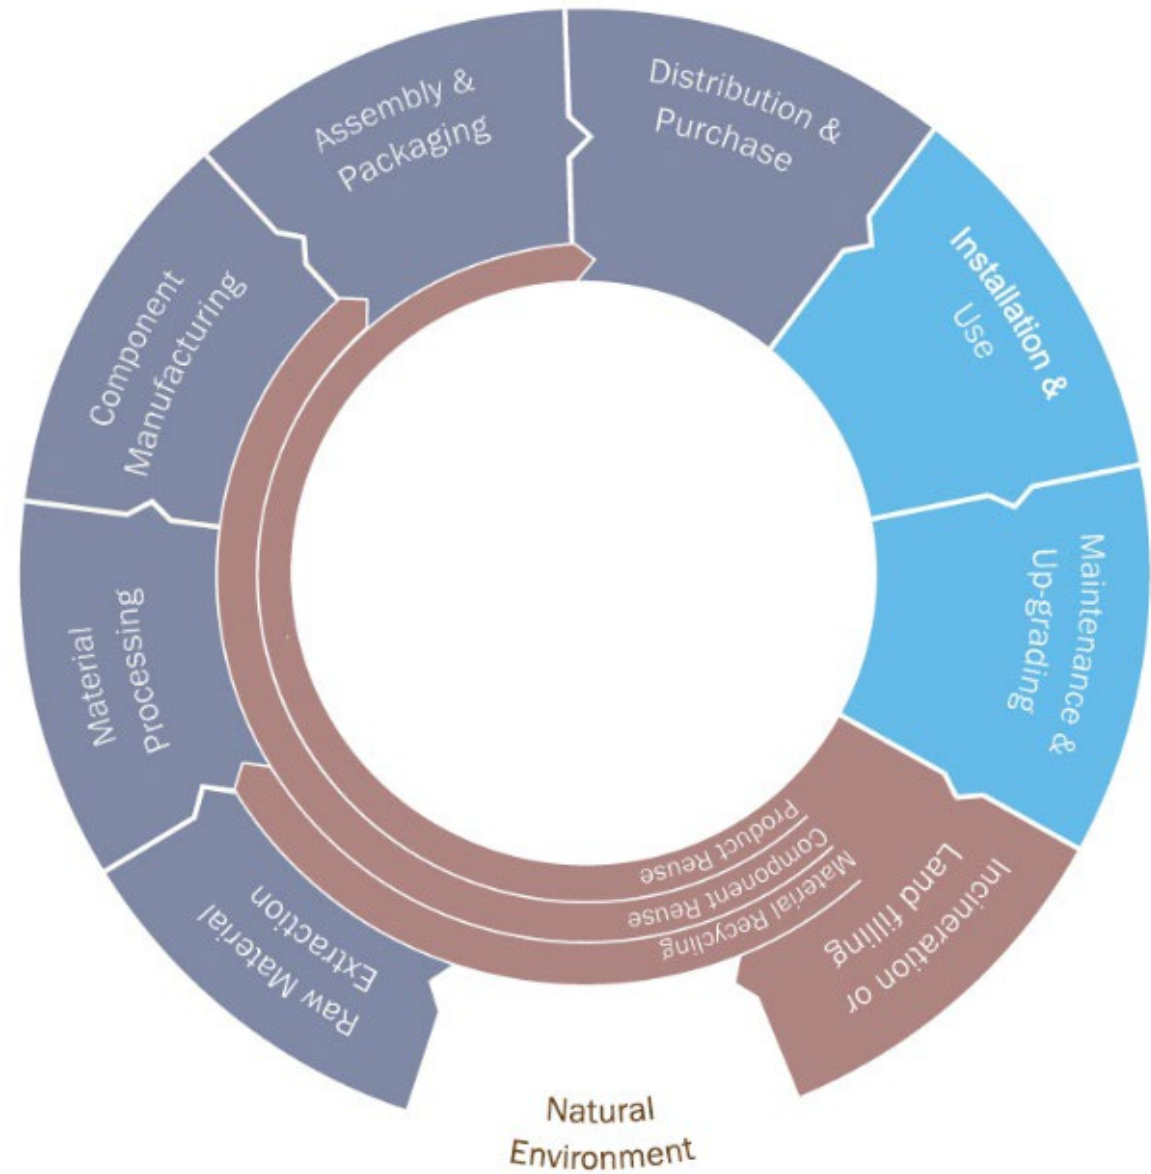 Assembly &
Packaging
Distribution &
Purchase
Installation &
Use
Maintenance &
Up-grading
Incineration or
Land filling
Product Reuse
Component Reuse
Material Recycling
Natural
Environment
Raw Material
Extraction
Material
Processing
Component
Manufacturing